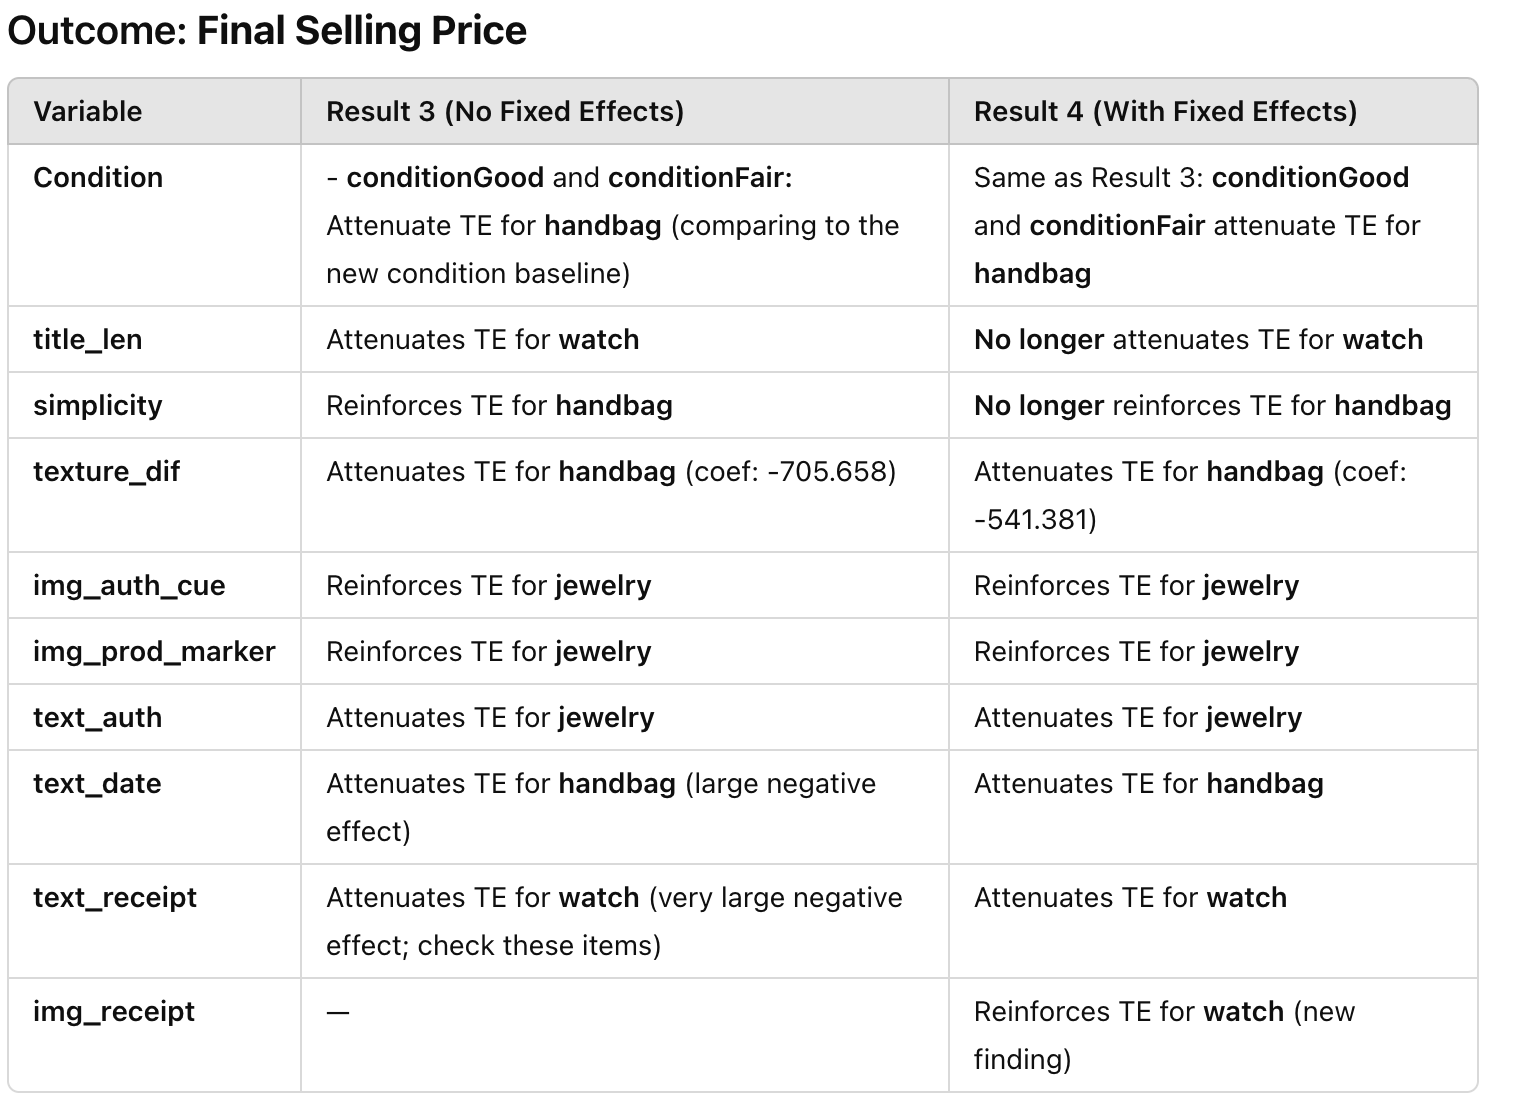 Outcome: Final Selling Price
Variable
Result 3 (No Fixed Effects)
Result 4 (With Fixed Effects)
Condition
- conditionGood and conditionFair:
Attenuate TE for handbag (comparing to the
new condition baseline)
Same as Result 3: conditionGood
and conditionFair attenuate TE for
handbag
title_len
Attenuates TE for watch
No longer attenuates TE for watch
simplicity
Reinforces TE for handbag
No longer reinforces TE for handbag
texture_dif
Attenuates TE for handbag (coef: -705.658)
Attenuates TE for handbag (coef:
-541.381)
img_auth_cue
Reinforces TE for jewelry
Reinforces TE for jewelry
img_prod_marker
Reinforces TE for jewelry
Reinforces TE for jewelry
text_auth
Attenuates TE for jewelry
Attenuates TE for jewelry
text_date
Attenuates TE for handbag (large negative
effect)
Attenuates TE for handbag
text_receipt
Attenuates TE for watch (very large negative
effect; check these items)
Attenuates TE for watch
img_receipt
—
Reinforces TE for watch (new
finding)